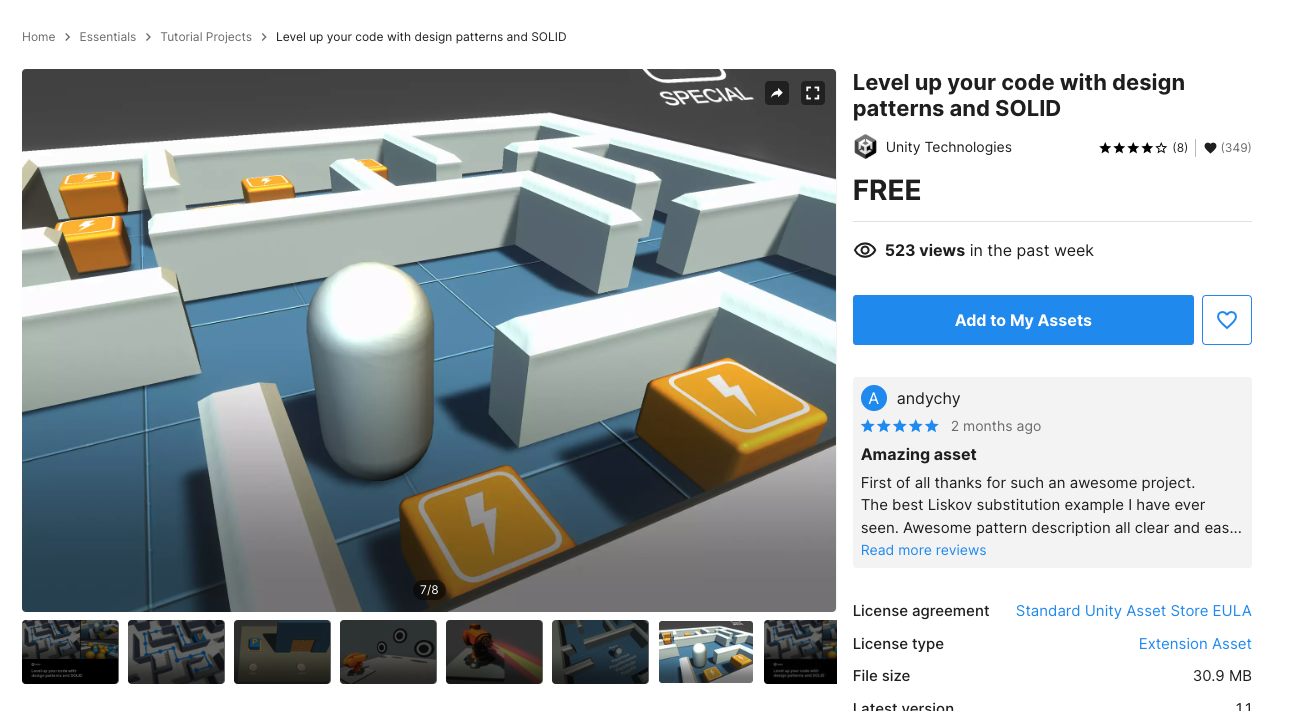 Home > Essentials > Tutorial Projects > Level up your code with design patterns and SOLID
SPECIAL
7/8
Level up your code with design
patterns and SOLID
Unity Technologies
(8)
(349)
FREE
523 views in the past week
Add to My Assets
A
andychy
2 months ago
Amazing asset
First of all thanks for such an awesome project.
The best Liskov substitution example I have ever
seen. Awesome pattern description all clear and eas...
Read more reviews
License agreement
Standard Unity Asset Store EULA
License type
Extension Asset
File size
30.9 MB
Latest version
1.1